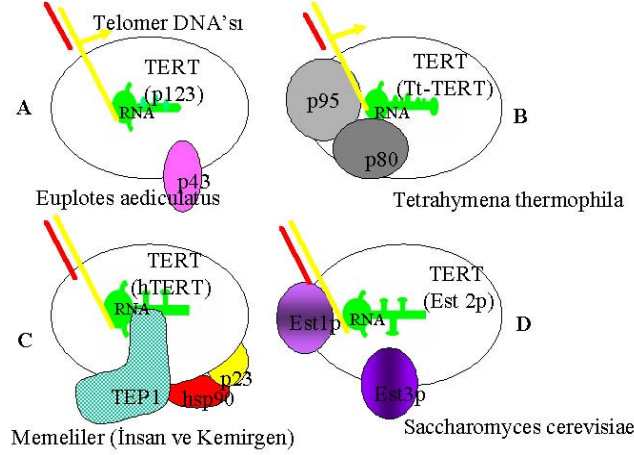 Telomer DNA'sı
TERT
(p123)
RNA
A
p43
Euplotes aediculatus
TERT
(Tt-TERT)
p95
RNA
B
p80
Tetrahymena thermophila
TERT
(hTERT)
RNA
C
TEP1
p23
hsp90
Memeliler (İnsan ve Kemirgen)
TERT
(Est 2p)
Est1p
RNA
D
Est3p
Saccharomyces cerevisiae